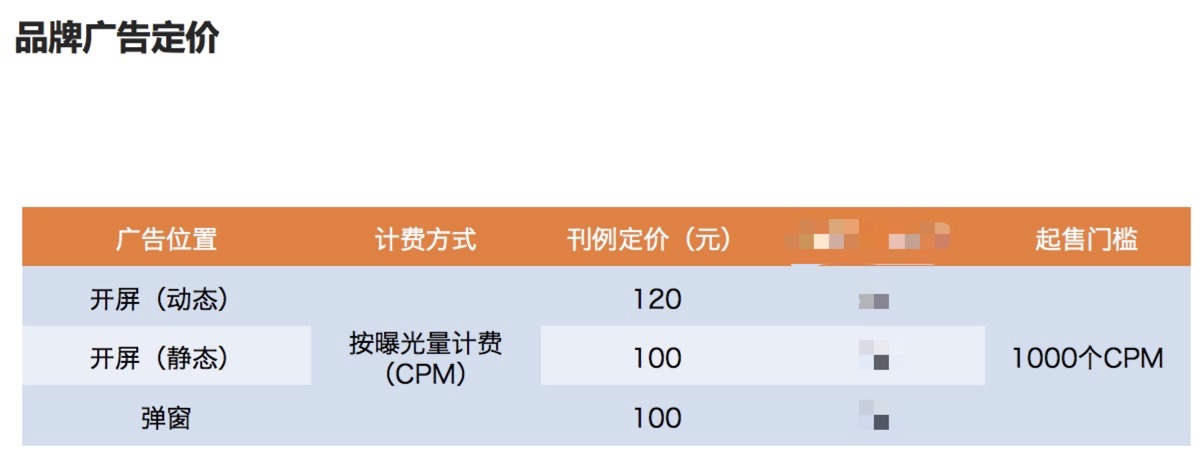 品牌广告定价
广告位置 计费方式 刊例定价（元） 起售门槛
开屏（动态） 120
开屏（静态） 按曝光量计费 100 1000个CPM
（CPM）
弹窗 100